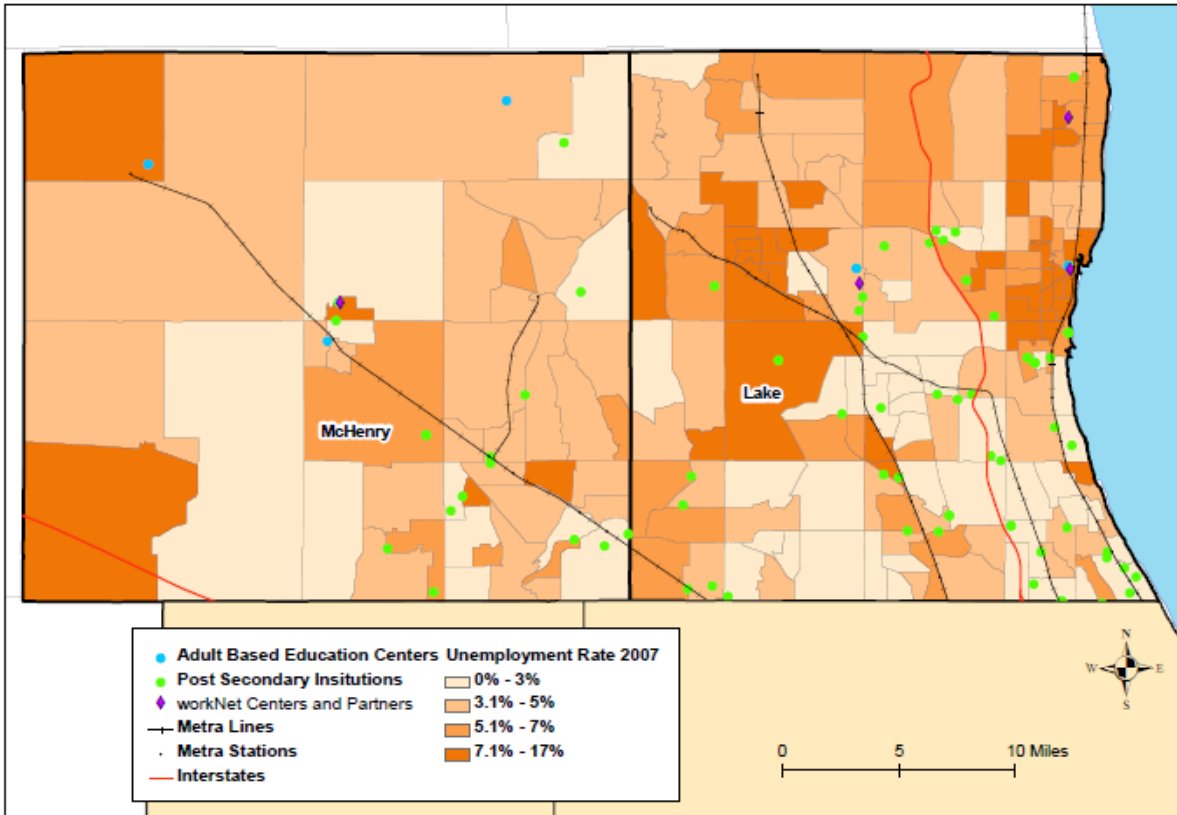 Lake
McHenry
Adult Based Education Centers
Post Secondary Insitutions
workNet Centers and Partners
Metra Lines
Metra Stations
Interstates
Unemployment Rate 2007
0% - 3%
3.1% - 5%
5.1% - 7%
7.1% - 17%
N
W
E
S
0 5 10 Miles